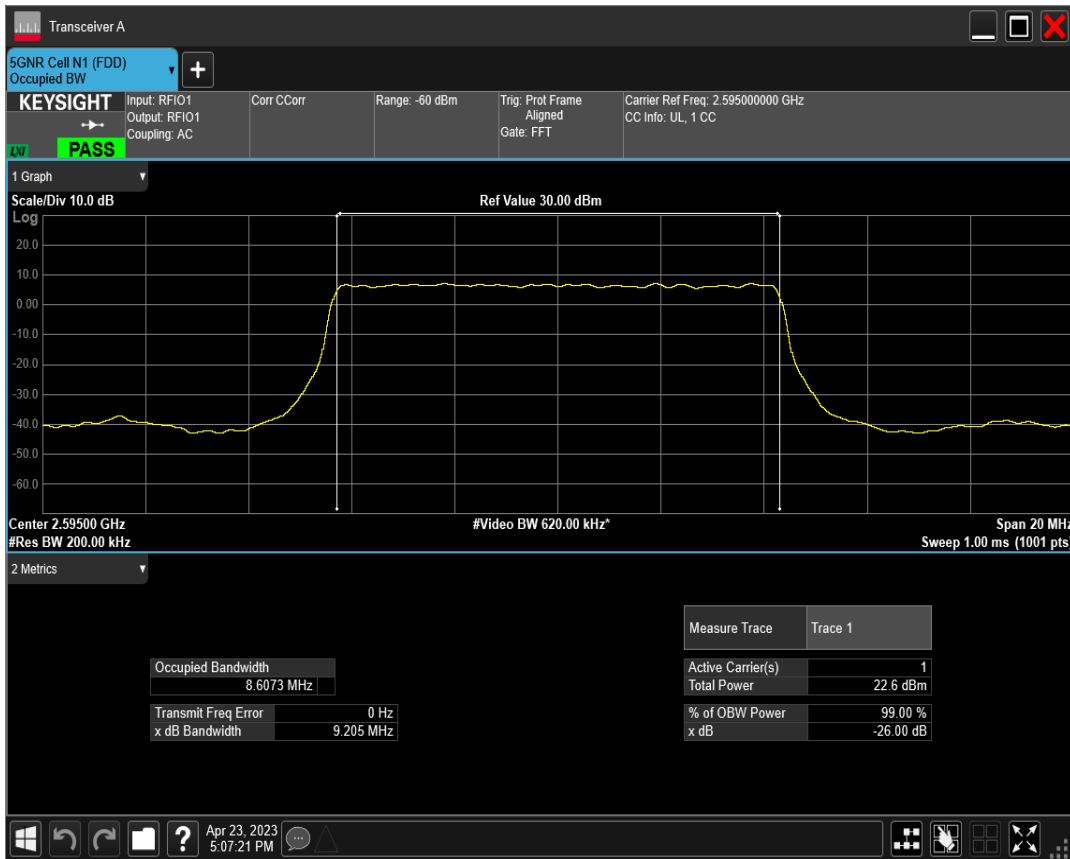 Transceiver A
5GNR Cell N1 (FDD)
Occupied BW
+
KEYSIGHT
LXI
PASS
Input: RFIO1
Output: RFIO1
Coupling: AC
Corr CCorr
Range: -60 dBm
Trig: Prot Frame
Aligned
Gate: FFT
Carrier Ref Freq: 2.595000000 GHz
CC Info: UL, 1 CC
1 Graph
Scale/Div 10.0 dB
Ref Value 30.00 dBm
Log
20.0
10.0
0.00
-10.0
-20.0
-30.0
-40.0
-50.0
-60.0
Center 2.59500 GHz
#Video BW 620.00 kHz*
Span 20 MHz
#Res BW 200.00 kHz
Sweep 1.00 ms (1001 pts)
2 Metrics
Measure Trace Trace 1
Occupied Bandwidth
8.6073 MHz
Active Carrier(s) 1
Total Power 22.6 dBm
Transmit Freq Error 0 Hz
x dB Bandwidth 9.205 MHz
% of OBW Power 99.00 %
x dB -26.00 dB
?
Apr 23, 2023
5:07:21 PM